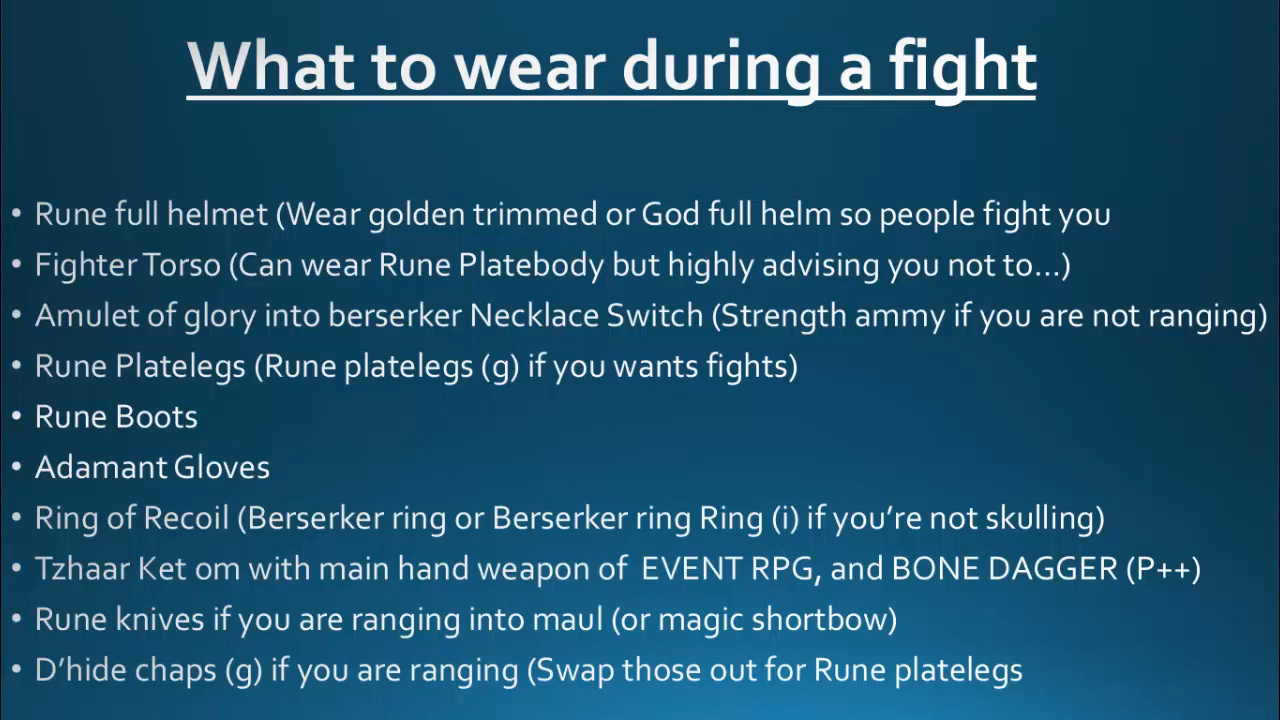 What to wear during a fight
• Rune full helmet (Wear golden trimmed or God full helm so people fight you
• Fighter Torso (Can wear Rune Platebody but highly advising you not to...)
• Amulet of glory into berserker Necklace Switch (Strength ammy if you are not ranging)
• Rune Platelegs (Rune platelegs (g) if you wants fights)
• Rune Boots
• Adamant Gloves
• Ring of Recoil (Berserker ring or Berserker ring Ring (i) if you’re not skulling)
• Tzhaar Ket om with main hand weapon of  EVENT RPG, and BONE DAGGER (P++)
• Rune knives if you are ranging into maul (or magic shortbow)
• D’hide chaps (g) if you are ranging (Swap those out for Rune platelegs